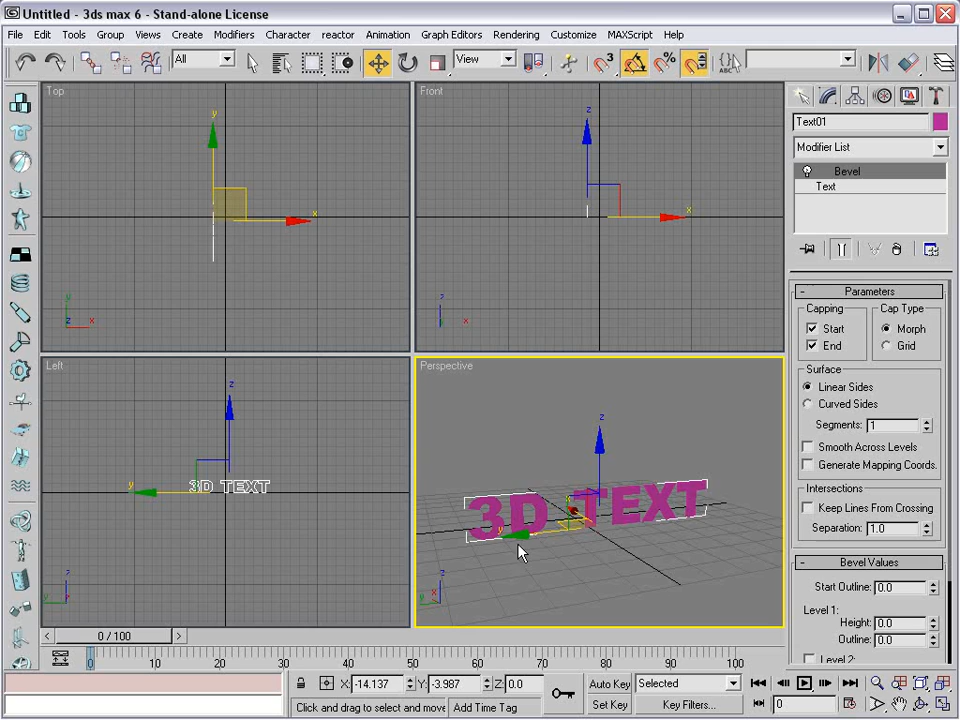 Untitled - 3ds max 6 - Stand-alone License
File Edit Tools Group Views Create Modifiers Character reactor Animation Graph Editors Rendering Customize MAXScript Help
All View
Top Front
Text01
Modifier List
Bevel
Text
y z
x x
y z
z x x
- Parameters
Capping Cap Type
Start Morph
End Grid
Left Perspective
Surface
Linear Sides
Curved Sides
Segments: 1
Smooth Across Levels
Generate Mapping Coords.
Intersections
Keep Lines From Crossing
Separation: 1.0
z z
y 3D TEXT
3D TEXT
- Bevel Values
Start Outline: 0.0
Level 1:
Height: 0.0
Outline: 0.0
Level 2:
0 / 100
0 10 20 30 40 50 60 70 80 90 100
X: -14.137 Y: -3.987 Z: 0.0 Auto Key Selected
Click and drag to select and move Add Time Tag Set Key Key Filters... 0